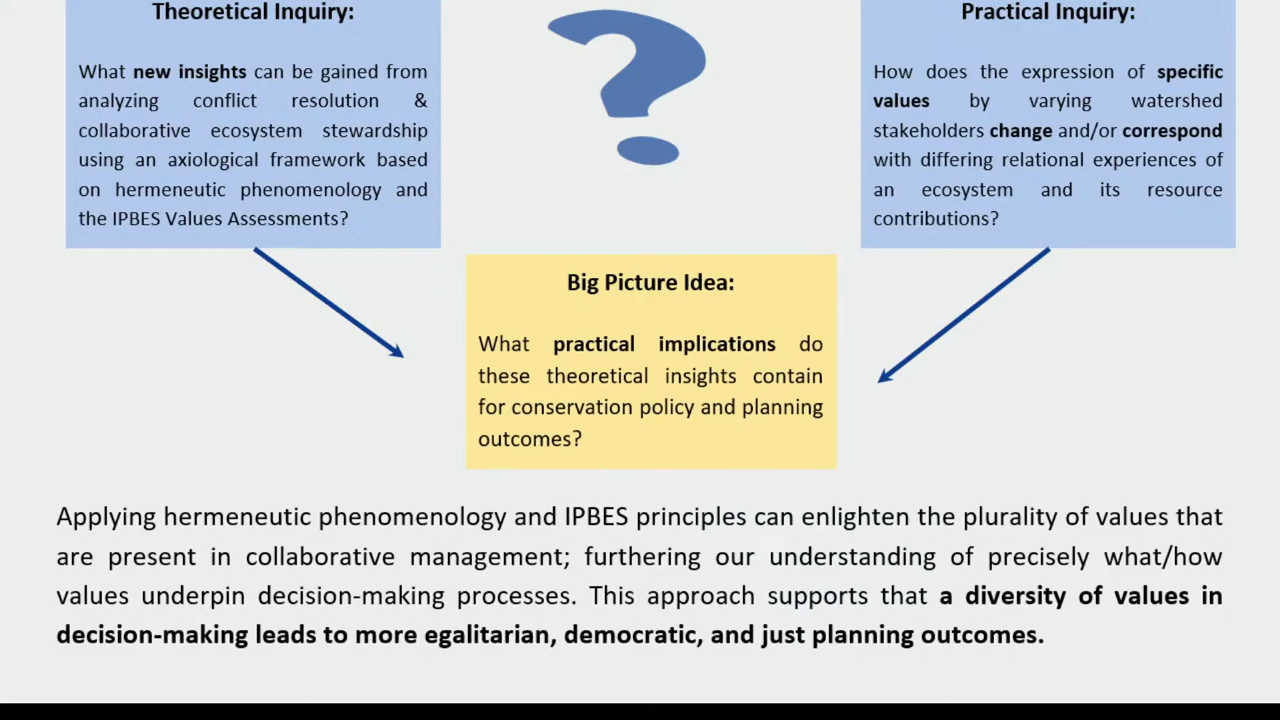 Theoretical Inquiry:
What new insights can be gained from
analyzing conflict resolution &
collaborative ecosystem stewardship
using an axiological framework based
on hermeneutic phenomenology and
the IPBES Values Assessments?
Practical Inquiry:
How does the expression of specific
values by varying watershed
stakeholders change and/or correspond
with differing relational experiences of
an ecosystem and its resource
contributions?
Big Picture Idea:
What practical implications do
these theoretical insights contain
for conservation policy and planning
outcomes?
Applying hermeneutic phenomenology and IPBES principles can enlighten the plurality of values that
are present in collaborative management; furthering our understanding of precisely what/how
values underpin decision-making processes. This approach supports that a diversity of values in
decision-making leads to more egalitarian, democratic, and just planning outcomes.